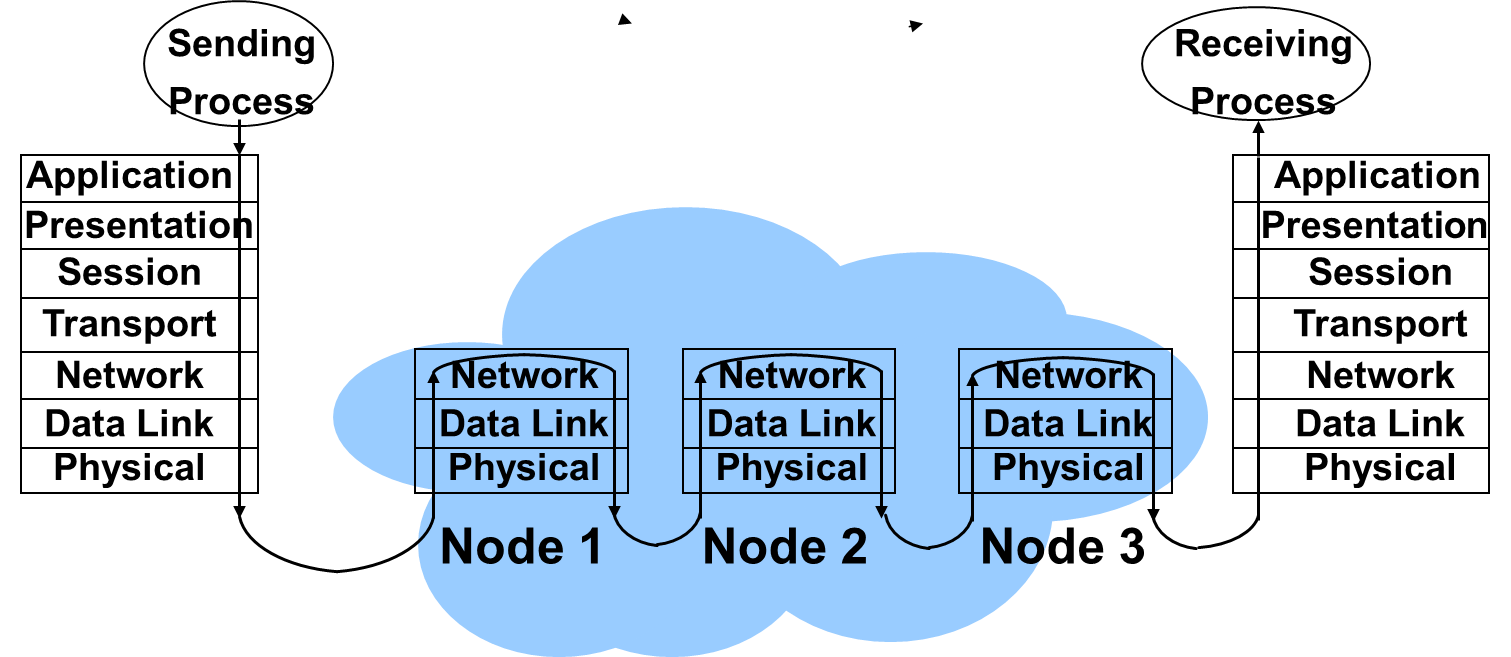 Sending
Process
Receiving
Process
Application
Presentation
Session
Transport
Network
Data Link
Physical
Network
Data Link
Physical
Node 1
Network
Data Link
Physical
Node 2
Network
Data Link
Physical
Node 3
Application
Presentation
Session
Transport
Network
Data Link
Physical